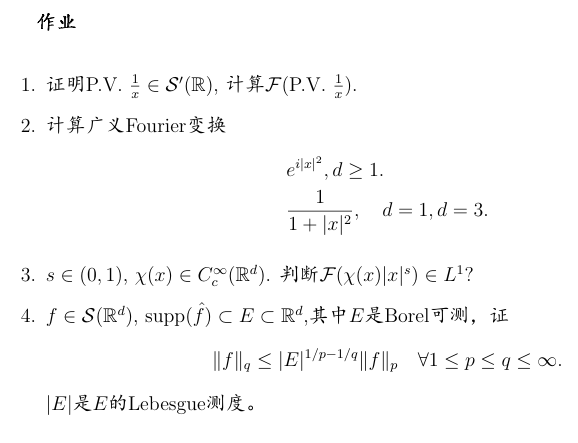 作业
1. 证明P.V. $\frac{1}{x} \in \mathcal{S}'(\mathbb{R})$, 计算$\mathcal{F}(\text{P.V. } \frac{1}{x})$.
2. 计算广义Fourier变换
$e^{i|x|^2}, d \geq 1.$
$\frac{1}{1+|x|^2}, \quad d = 1, d = 3.$
3. $s \in (0,1)$, $\chi(x) \in C_c^\infty(\mathbb{R}^d)$. 判断$\mathcal{F}(\chi(x)|x|^s) \in L^1$?
4. $f \in \mathcal{S}(\mathbb{R}^d)$, $\text{supp}(\hat{f}) \subset E \subset \mathbb{R}^d$,其中$E$是Borel可测，证
$\|f\|_q \leq |E|^{1/p-1/q}\|f\|_p \quad \forall 1 \leq p \leq q \leq \infty.$
$|E|$是$E$的Lebesgue测度。